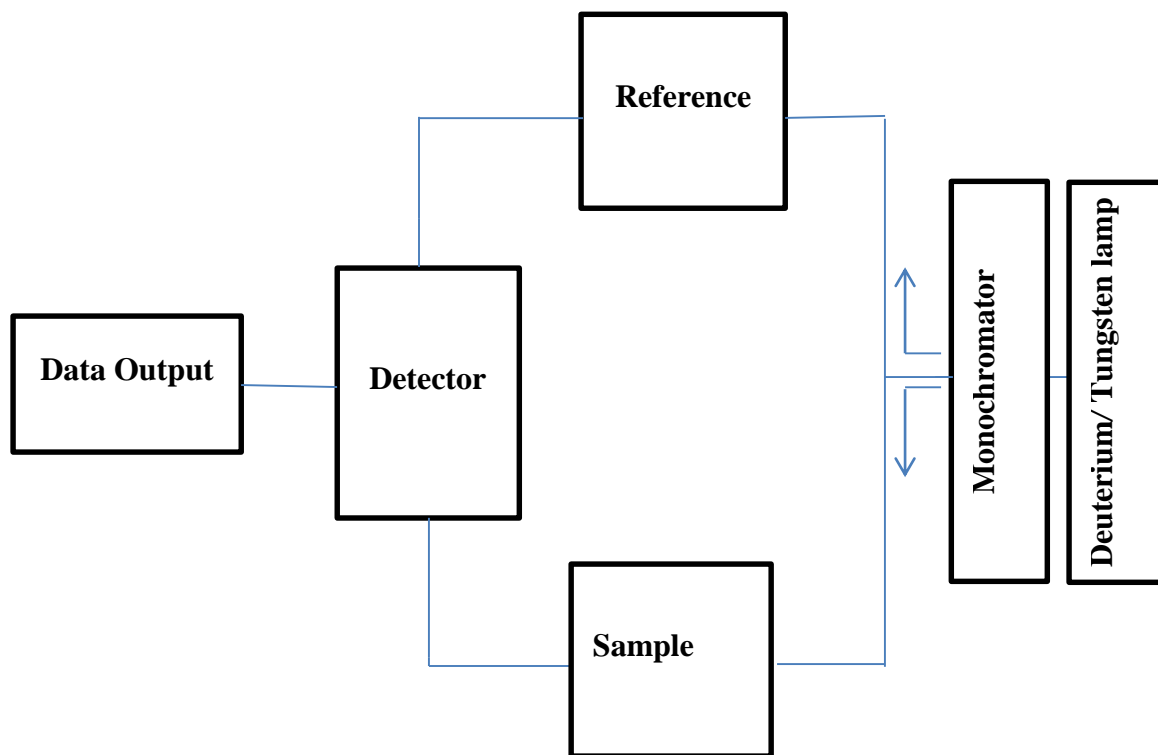 Reference
Data Output
Detector
Sample
Monochromator
Deuterium/ Tungsten lamp